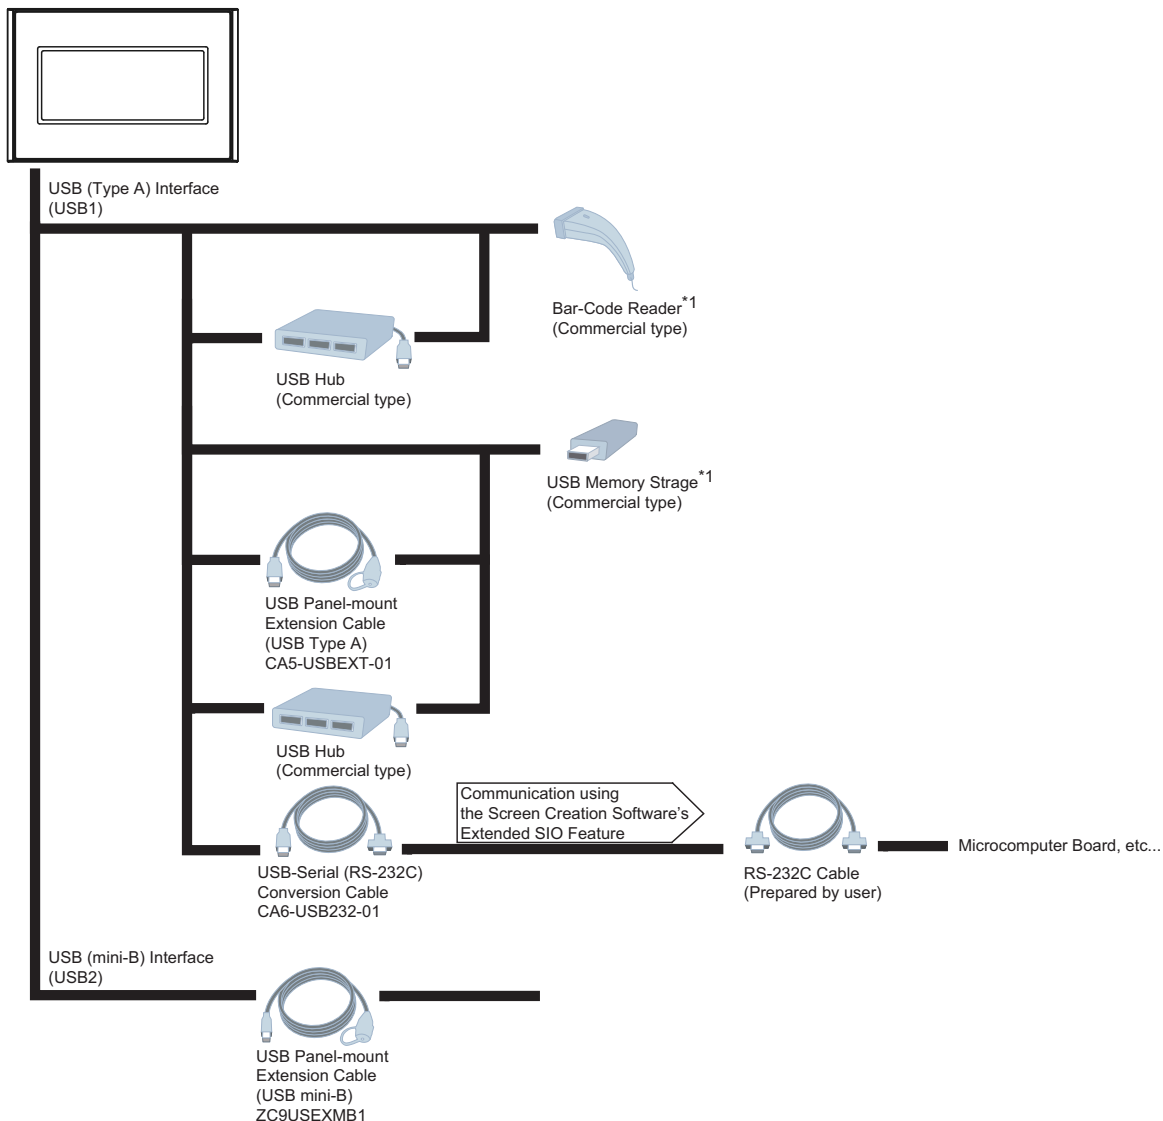 USB (Type A) Interface
(USB1)
Bar-Code Reader*1
(Commercial type)
USB Hub
(Commercial type)
USB Memory Strage*1
(Commercial type)
USB Panel-mount
Extension Cable
(USB Type A)
CA5-USBEXT-01
USB Hub
(Commercial type)
Communication using
the Screen Creation Software's
Extended SIO Feature
Microcomputer Board, etc...
USB-Serial (RS-232C)
Conversion Cable
CA6-USB232-01
RS-232C Cable
(Prepared by user)
USB (mini-B) Interface
(USB2)
USB Panel-mount
Extension Cable
(USB mini-B)
ZC9USEXMB1